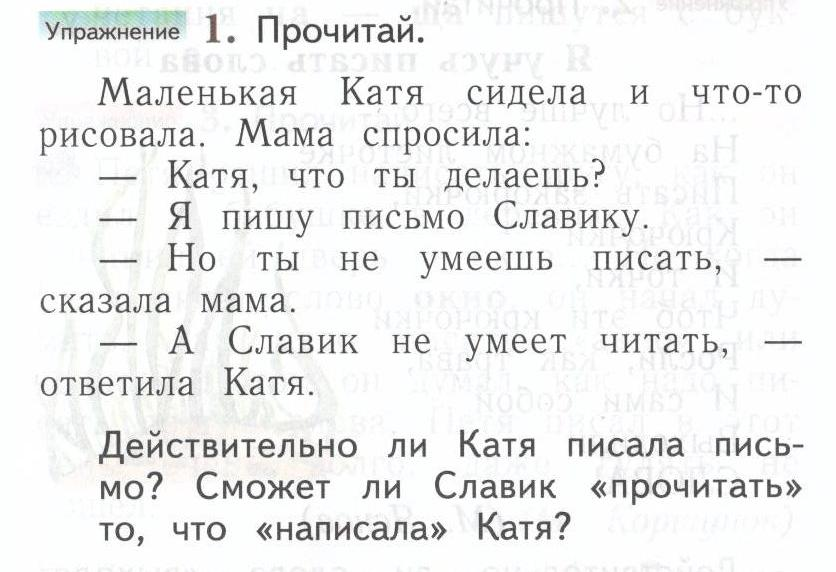 Упражнение 1. Прочитай.
Маленькая Катя сидела и что-то
рисовала. Мама спросила:
— Катя, что ты делаешь?
— Я пишу письмо Славику.
— Но ты не умеешь писать, —
сказала мама.
— А Славик не умеет читать, —
ответила Катя.
Действительно ли Катя писала пись-
мо? Сможет ли Славик «прочитать»
то, что «написала» Катя?